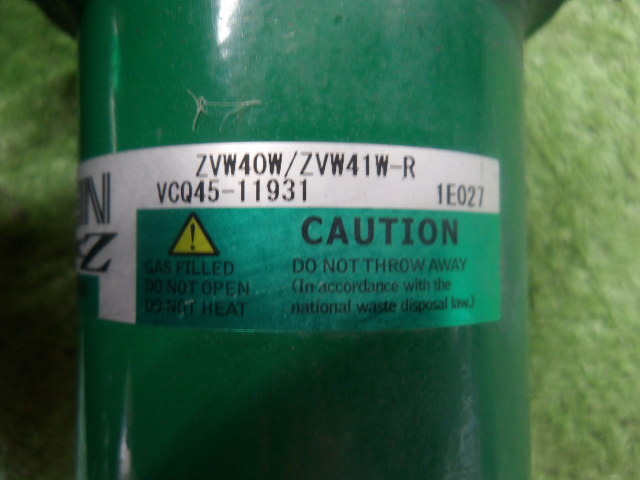 ZVW40W/ZVW41W-R
VCQ45-11931 1E027
CAUTION
GAS FILLED
DO NOT OPEN
DO NOT HEAT
DO NOT THROW AWAY
(In accordance with the
national waste disposal law.)